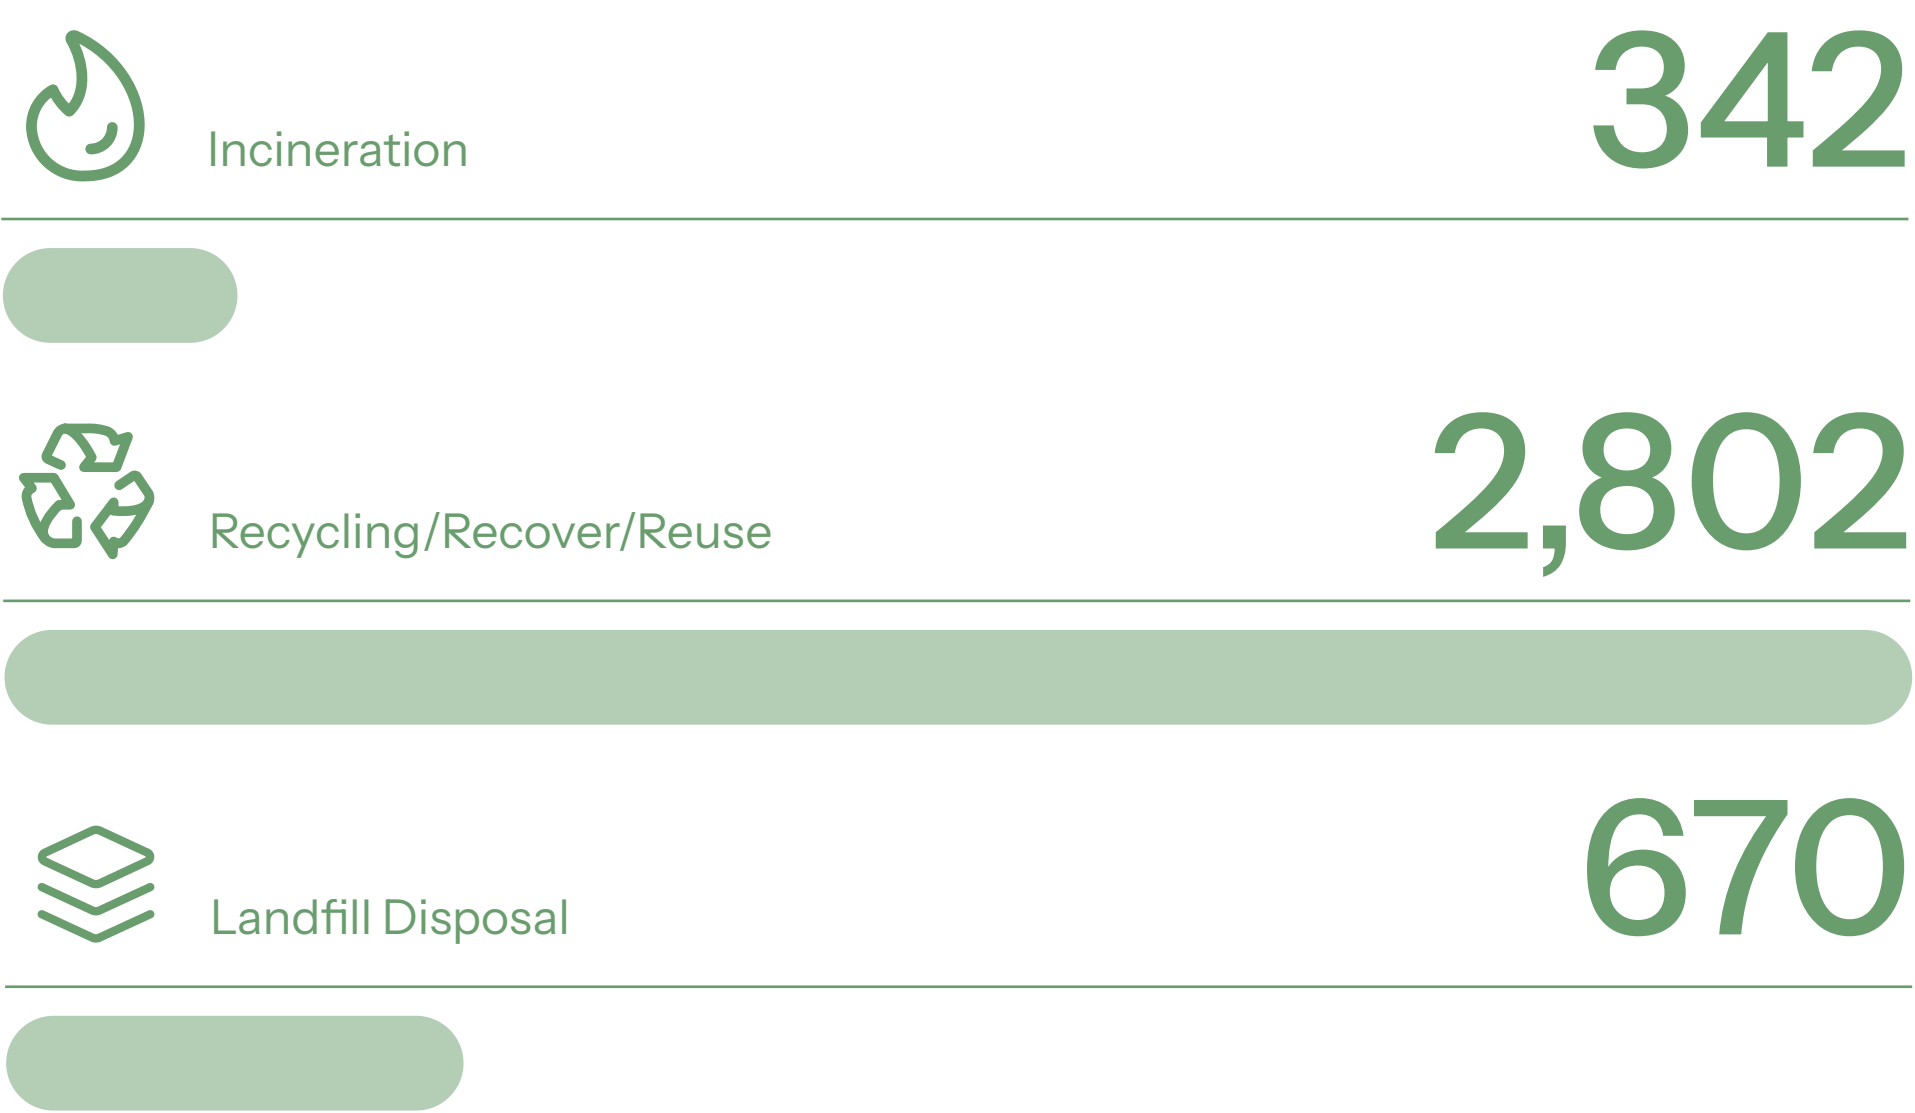 Incineration 342
Recycling/Recover/Reuse 2,802
Landfill Disposal 670